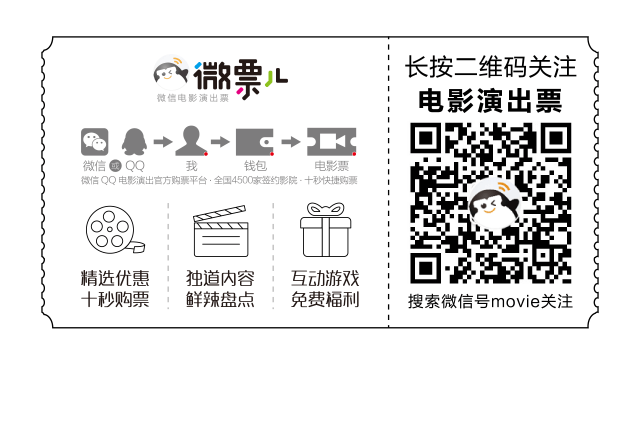 微票儿
微信电影演出票
微信 或 QQ 我 钱包 电影票
微信 QQ 电影演出官方购票平台 · 全国4500家签约影院 · 十秒快捷购票
精选优惠 独道内容 互动游戏
十秒购票 鲜辣盘点 免费福利
长按二维码关注
电影演出票
搜索微信号movie关注